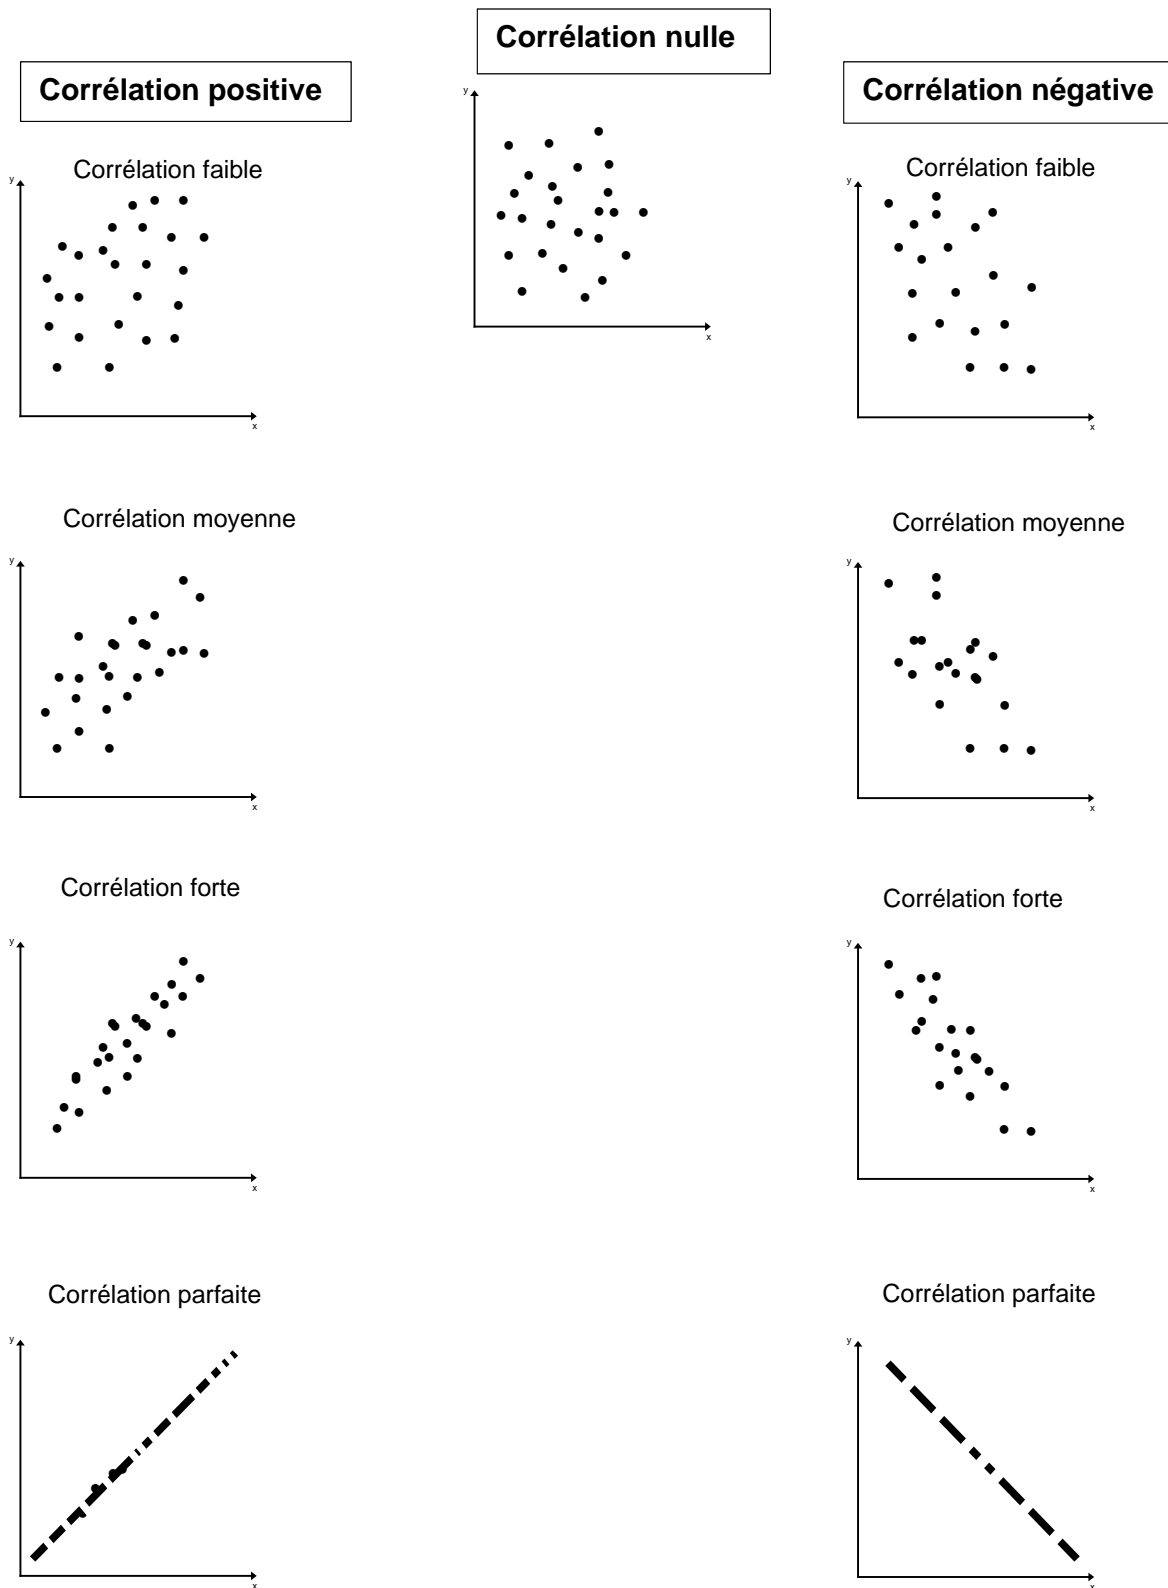 Corrélation nulle
y
x
Corrélation positive
Corrélation faible
y
x
Corrélation moyenne
y
x
Corrélation forte
y
x
Corrélation parfaite
y
x
Corrélation négative
Corrélation faible
y
x
Corrélation moyenne
y
x
Corrélation forte
y
x
Corrélation parfaite
y
x